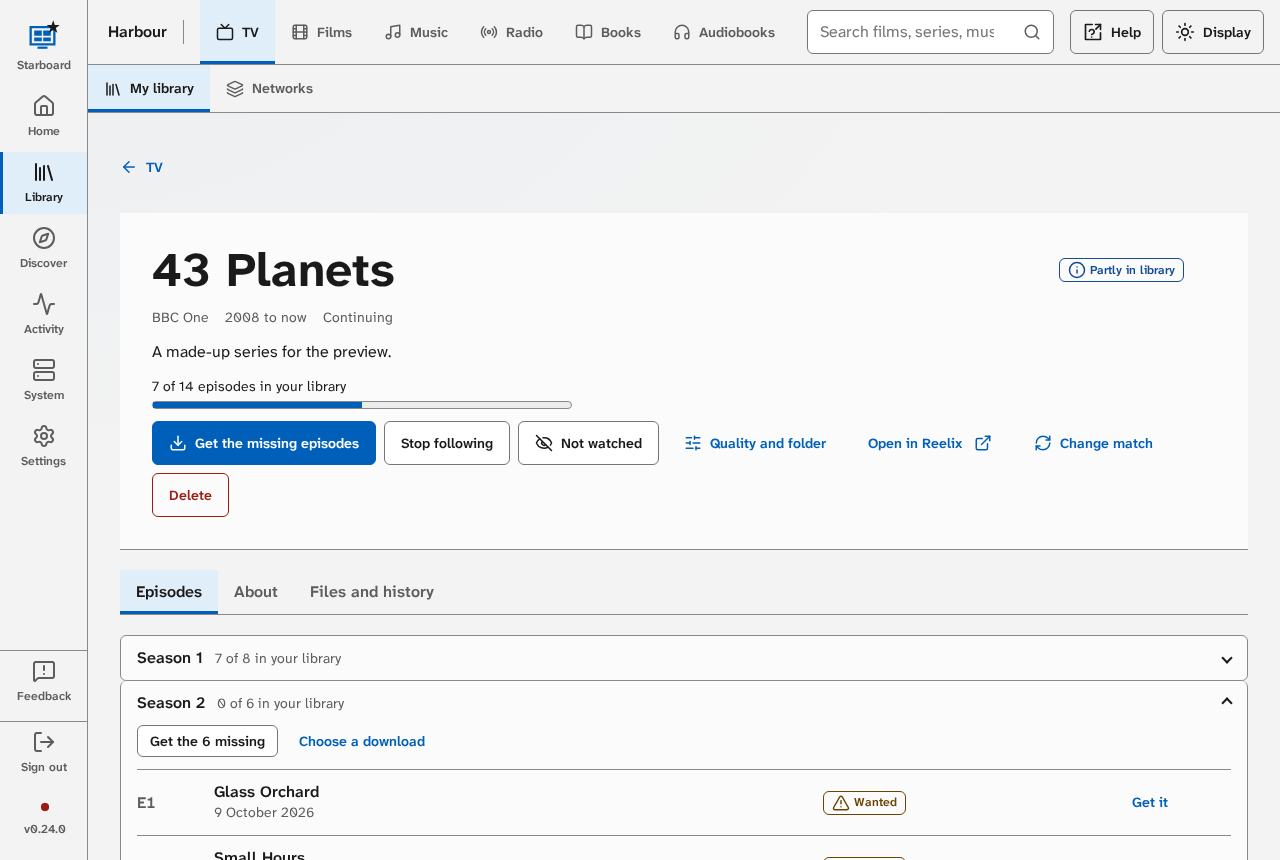 Starboard
Home
Library
Discover
Activity
System
Settings
Feedback
Sign out
v0.24.0
Harbour
TV
Films
Music
Radio
Books
Audiobooks
Search films, series, mus
Help
Display
My library
Networks
TV
43 Planets
Partly in library
BBC One 2008 to now Continuing
A made-up series for the preview.
7 of 14 episodes in your library
Get the missing episodes
Stop following
Not watched
Quality and folder
Open in Reelix
Change match
Delete
Episodes
About
Files and history
Season 1 7 of 8 in your library
Season 2 0 of 6 in your library
Get the 6 missing
Choose a download
E1
Glass Orchard
9 October 2026
Wanted
Get it
Small Hours